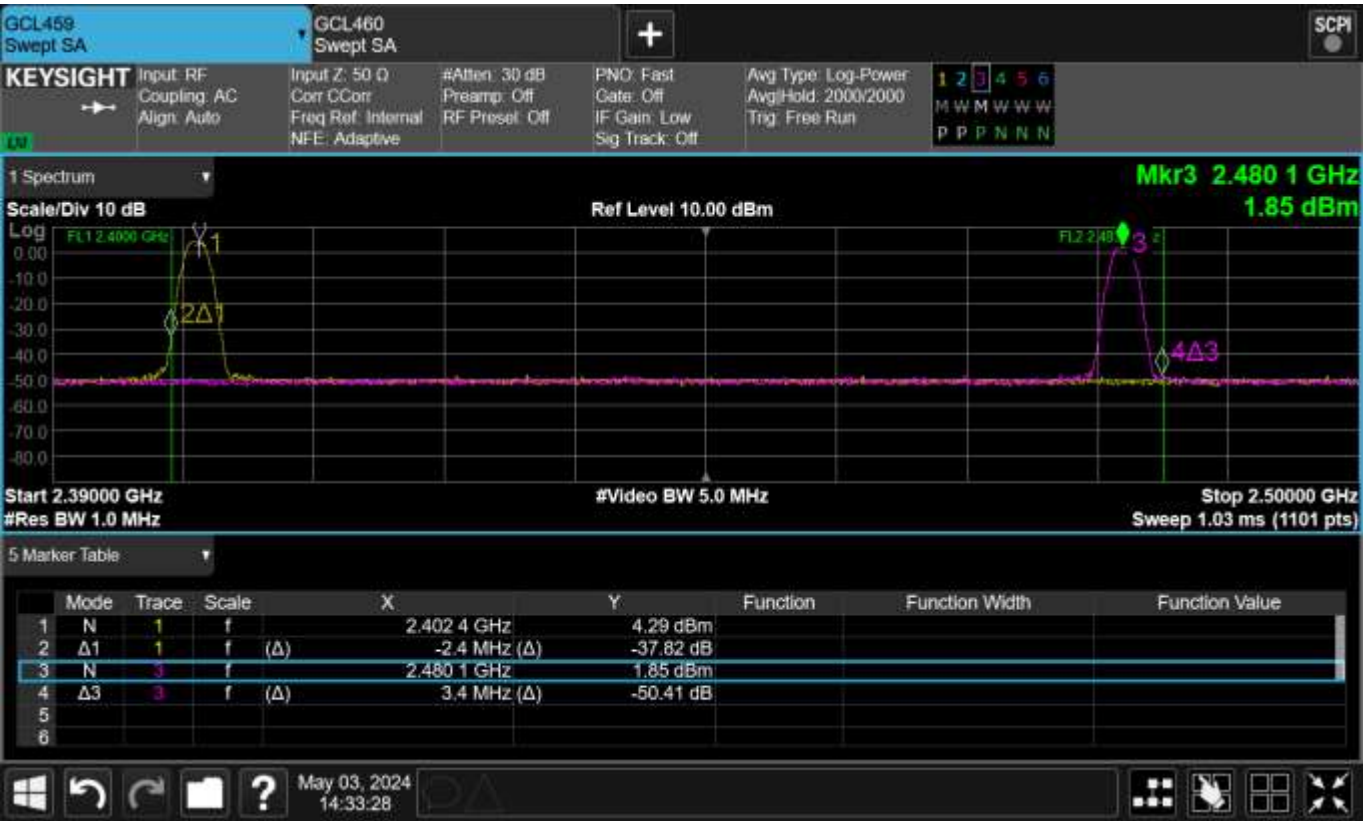 GCL459
Swept SA
GCL460
Swept SA
+
SCPI
KEYSIGHT
Input: RF
Coupling: AC
Align: Auto
Input Z: 50 Ω
Corr CCorr
Freq Ref: Internal
NFE: Adaptive
#Atten: 30 dB
Preamp: Off
RF Presel: Off
PNO: Fast
Gate: Off
IF Gain: Low
Sig Track: Off
Avg Type: Log-Power
Avg|Hold: 2000/2000
Trig: Free Run
1 2 3 4 5 6
M W M W W W
P P P N N N
1 Spectrum
Mkr3 2.480 1 GHz
Scale/Div 10 dB
Ref Level 10.00 dBm
1.85 dBm
Log
FL1 2.4000 GHz
1
FL2 2.48
3
0.00
-10.0
-20.0
2Δ1
-30.0
-40.0
4Δ3
-50.0
-60.0
-70.0
-80.0
Start 2.39000 GHz
#Video BW 5.0 MHz
Stop 2.50000 GHz
#Res BW 1.0 MHz
Sweep 1.03 ms (1101 pts)
5 Marker Table
Mode Trace Scale X Y Function Function Width Function Value
1 N 1 f 2.402 4 GHz 4.29 dBm
2 Δ1 1 f (Δ) -2.4 MHz (Δ) -37.82 dB
3 N 3 f 2.480 1 GHz 1.85 dBm
4 Δ3 3 f (Δ) 3.4 MHz (Δ) -50.41 dB
5
6
?
May 03, 2024
14:33:28